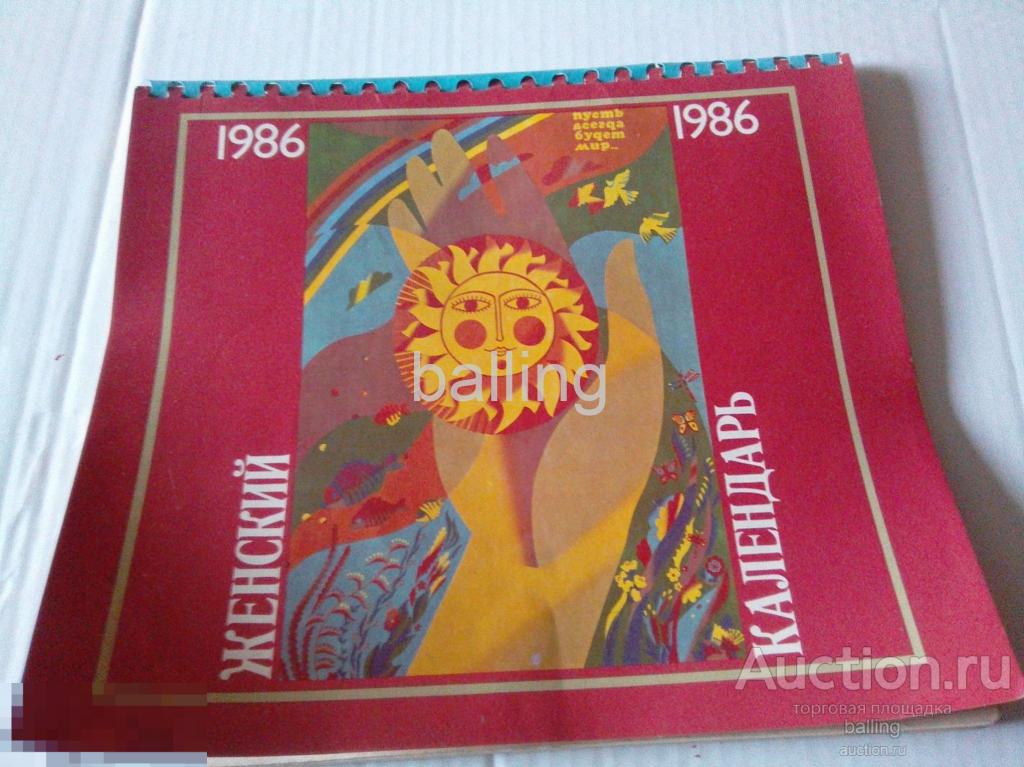 1986
1986
пусть
всегда
будет
мир...
ЖЕНСКИЙ
КАЛЕНДАРЬ
balling
Auction.ru
торговая площадка
balling
auction.ru